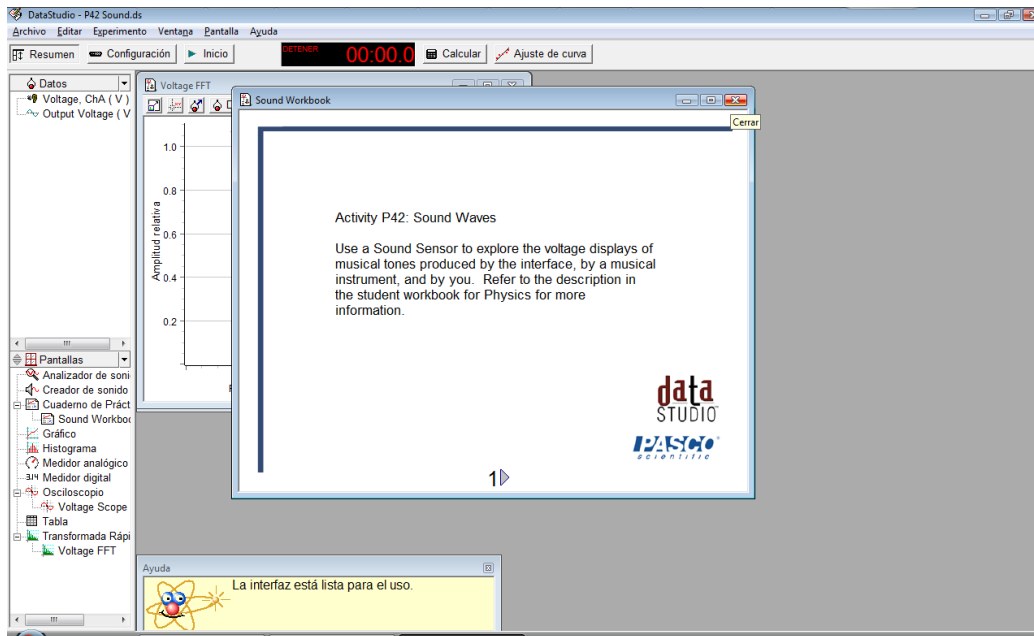 DataStudio - P42 Sound.ds
Archivo Editar Experimento Ventana Pantalla Ayuda
Resumen Configuración Inicio DETENER 00:00.0 Calcular Ajuste de curva
Datos
Voltage, ChA ( V )
Output Voltage ( V
Voltage FFT
1.0
0.8
0.6
0.4
0.2
Amplitud relativa
Sound Workbook
Cerrar
Activity P42: Sound Waves
Use a Sound Sensor to explore the voltage displays of
musical tones produced by the interface, by a musical
instrument, and by you. Refer to the description in
the student workbook for Physics for more
information.
data
STUDIO
PASCO
scientific
1
Pantallas
Analizador de soni
Creador de sonido
Cuaderno de Práct
Sound Workboo
Gráfico
Histograma
Medidor analógico
3.14 Medidor digital
Osciloscopio
Voltage Scope
Tabla
Transformada Rápi
Voltage FFT
Ayuda
La interfaz está lista para el uso.